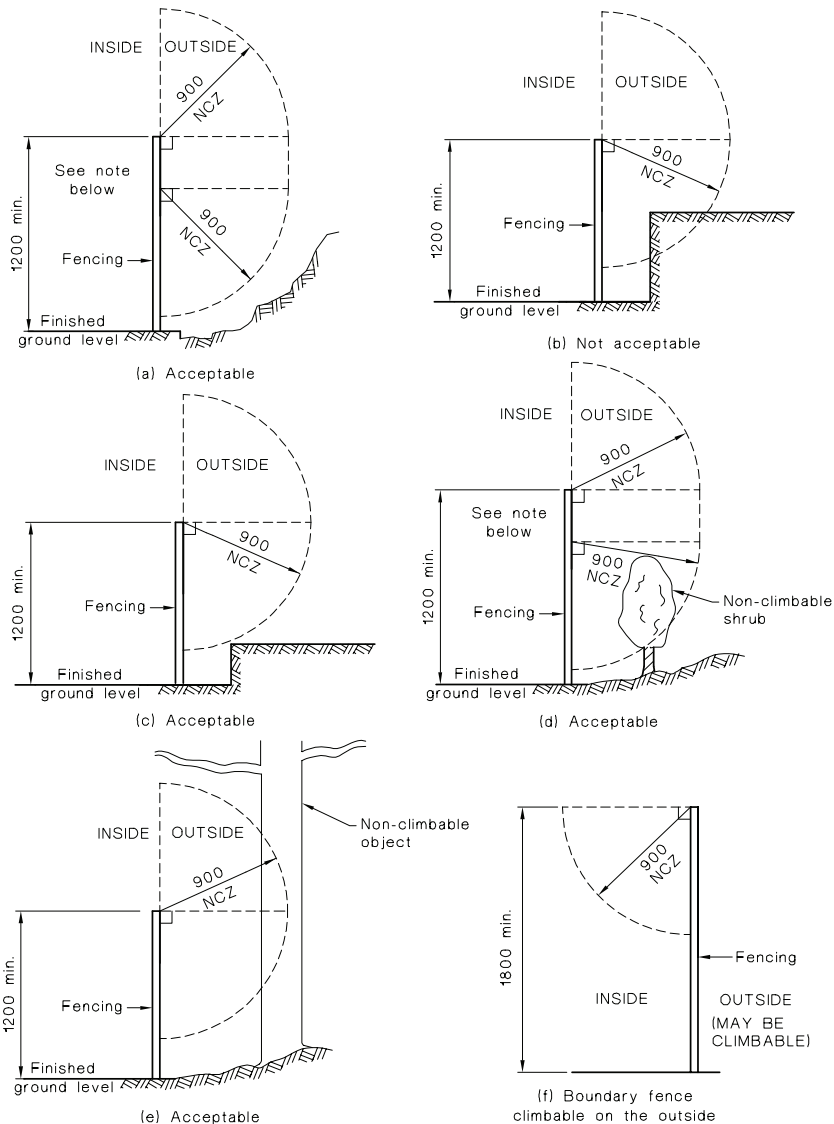 INSIDE OUTSIDE
900
NCZ
1200 min.
See note
below
900
NCZ
Fencing
Finished
ground level
(a) Acceptable
INSIDE OUTSIDE
900
NCZ
1200 min.
Fencing
Finished
ground level
(b) Not acceptable
INSIDE OUTSIDE
900
NCZ
1200 min.
Fencing
Finished
ground level
(c) Acceptable
INSIDE OUTSIDE
900
NCZ
See note
below
900
NCZ
1200 min.
Fencing
Non-climbable
shrub
Finished
ground level
(d) Acceptable
INSIDE OUTSIDE
Non-climbable
object
900
NCZ
1200 min.
Fencing
Finished
ground level
(e) Acceptable
900
NCZ
1800 min.
Fencing
INSIDE
OUTSIDE
(MAY BE
CLIMBABLE)
(f) Boundary fence
climbable on the outside